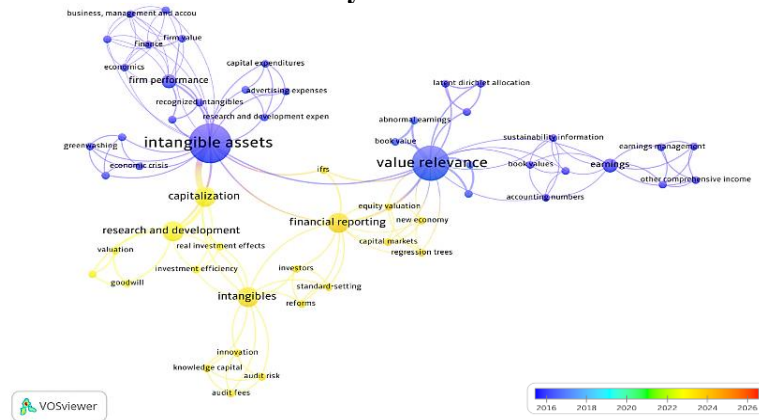 business, management and accou
finance
firm value
economics
firm performance
capital expenditures
advertising expenses
recognized intangibles
research and development expen
intangible assets
greenwashing
economic crisis
latent dirichlet allocation
abnormal earnings
book value
value relevance
sustainability information
book values
earnings
earnings management
other comprehensive income
accounting numbers
ifrs
capitalization
equity valuation
research and development
financial reporting
new economy
real investment effects
capital markets
regression trees
valuation
investment efficiency
investors
goodwill
standard-setting
intangibles
reforms
innovation
knowledge capital
audit risk
audit fees
VOSviewer
2016 2018 2020 2022 2024 2026